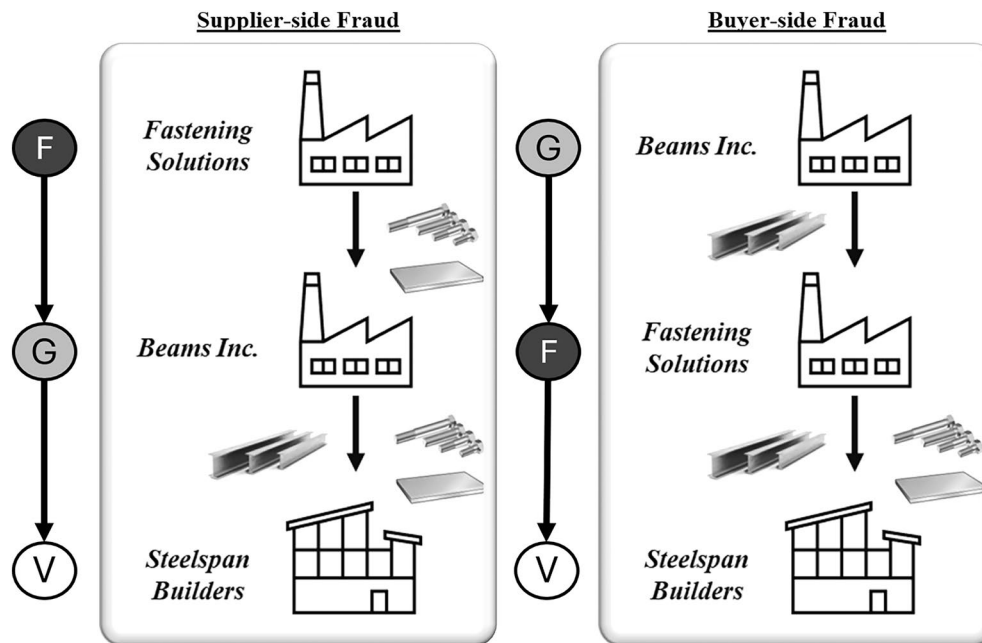 Supplier-side Fraud
F
Fastening
Solutions
G
Beams Inc.
V
Steelspan
Builders
Buyer-side Fraud
G
Beams Inc.
F
Fastening
Solutions
V
Steelspan
Builders